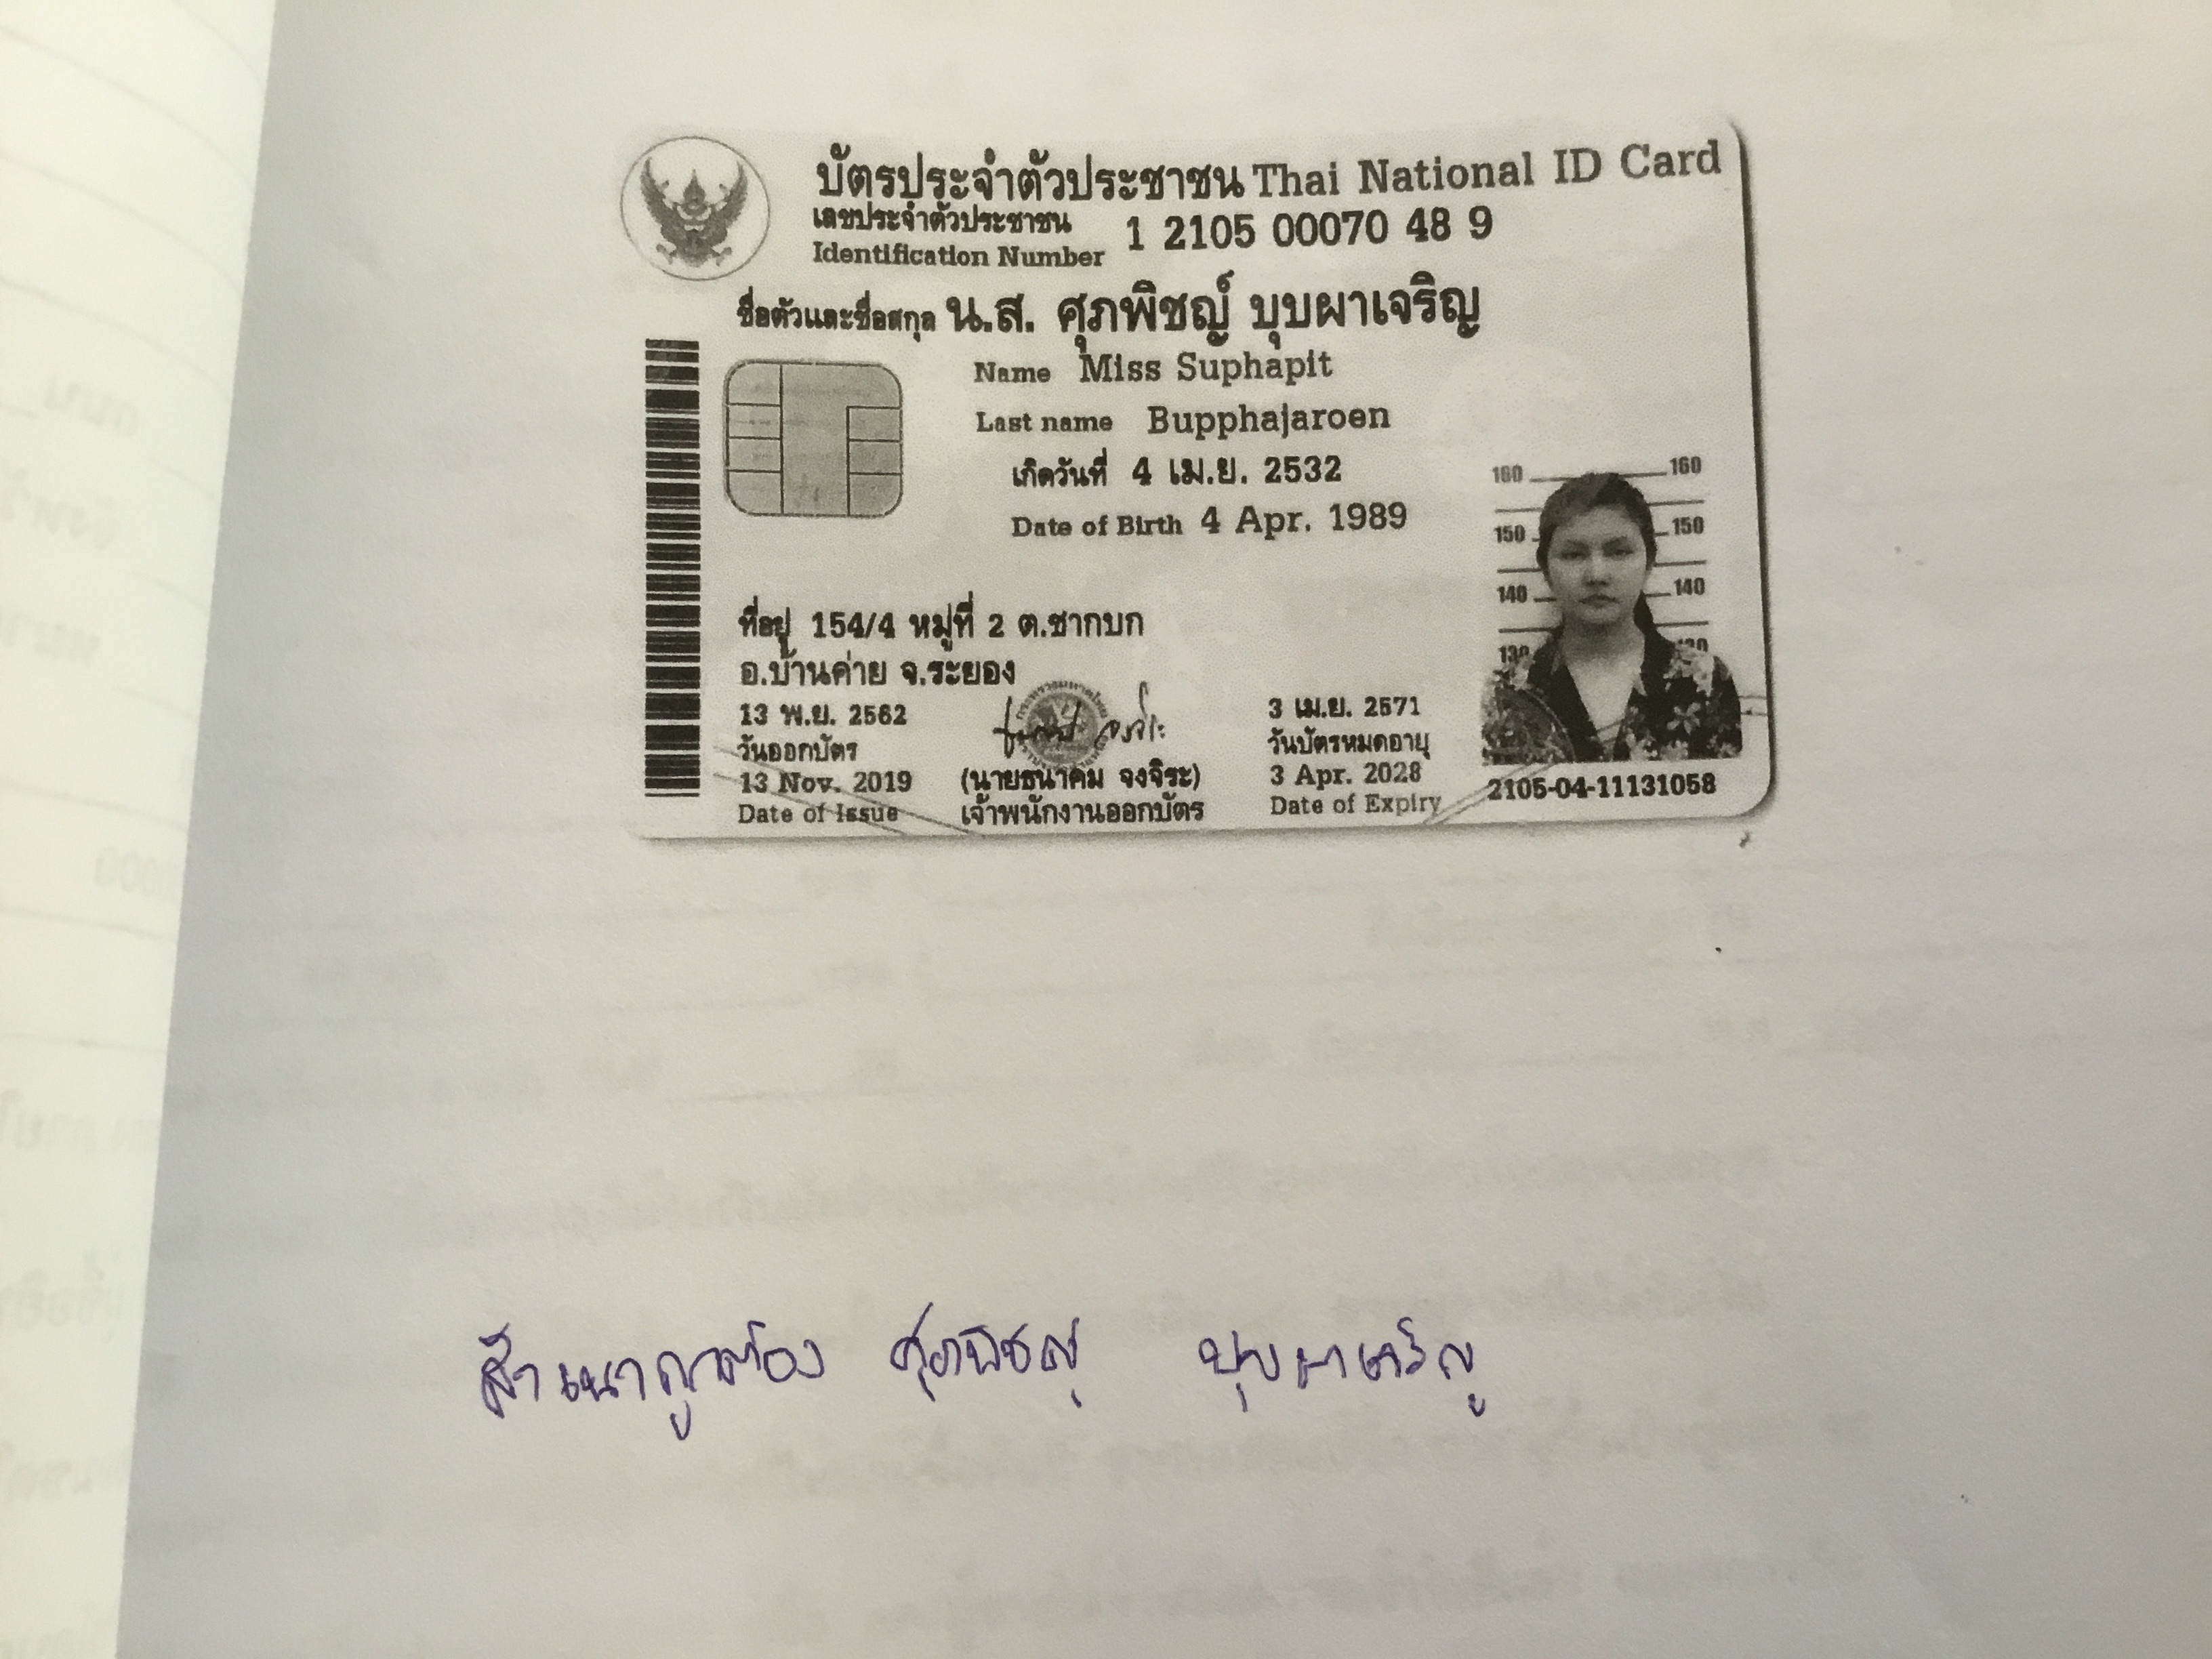 บัตรประจำตัวประชาชน Thai National ID Card
เลขประจำตัวประชาชน
Identification Number 1 2105 00070 48 9
ชื่อตัวและชื่อสกุล น.ส. ศุภพิชญ์ บุบผาเจริญ
Name Miss Suphapit
Last name Bupphajaroen
เกิดวันที่ 4 เม.ย. 2532
Date of Birth 4 Apr. 1989
160 160
150 150
140 140
130
ที่อยู่ 154/4 หมู่ที่ 2 ต.ชากบก
อ.บ้านค่าย จ.ระยอง
13 พ.ย. 2562
วันออกบัตร
13 Nov. 2019
Date of Issue
(นายธนาคม จงจิระ)
เจ้าพนักงานออกบัตร
3 เม.ย. 2571
วันบัตรหมดอายุ
3 Apr. 2028
Date of Expiry
2105-04-11131058
สำเนาถูกต้อง ศุภพิชญ์ บุบผาเจริญ